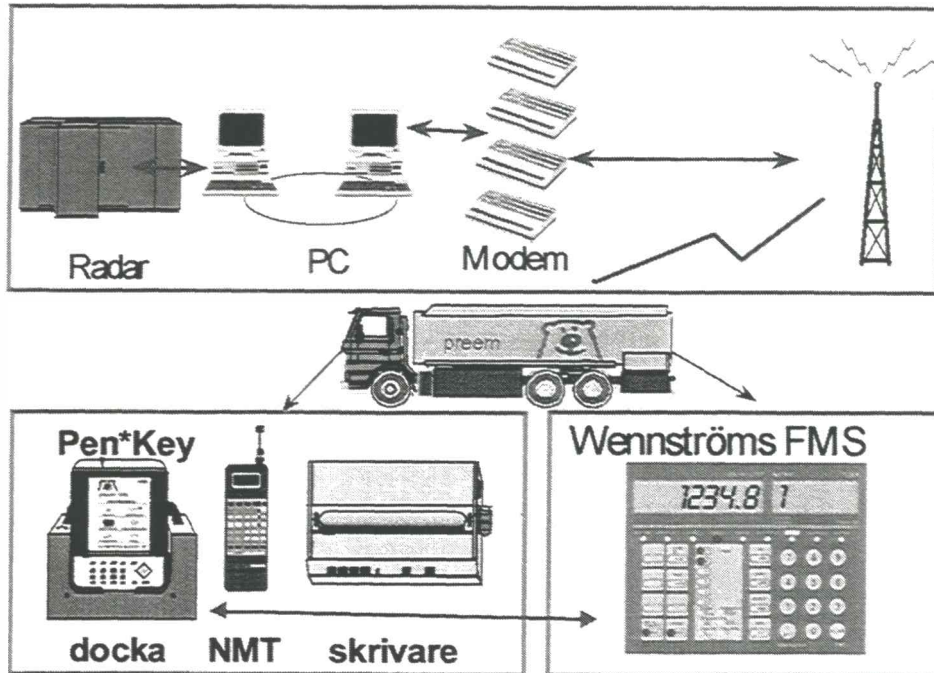 Radar
PC
Modem
preem
Pen*Key
Wennströms FMS
1234.8 1
docka
NMT
skrivare